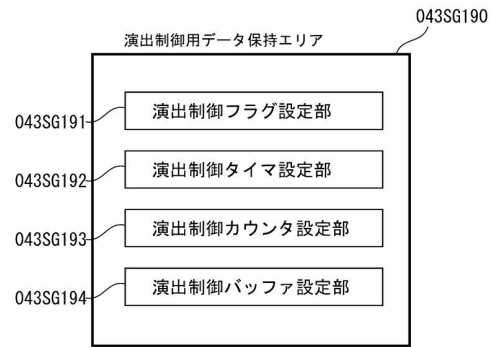 043SG190
演出制御用データ保持エリア
043SG191
演出制御フラグ設定部
043SG192
演出制御タイマ設定部
043SG193
演出制御カウンタ設定部
043SG194
演出制御バッファ設定部